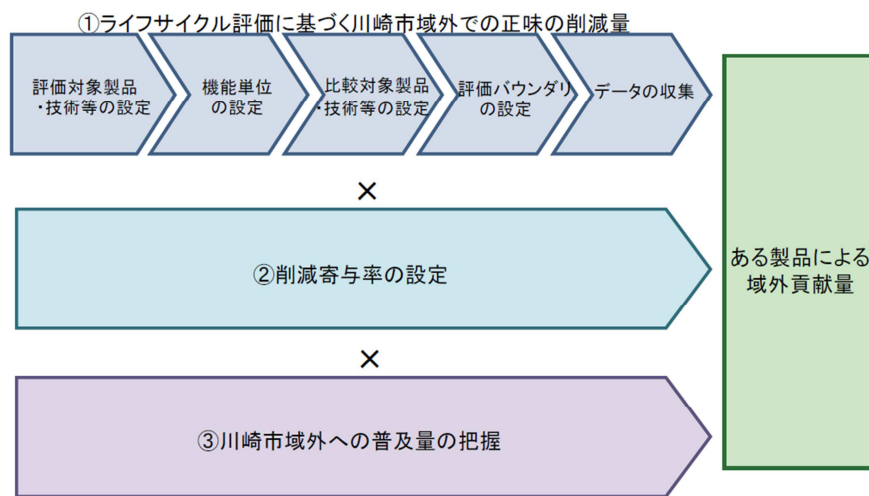 ①ライフサイクル評価に基づく川崎市域外での正味の削減量
評価対象製品
・技術等の設定
機能単位
の設定
比較対象製品
・技術等の設定
評価バウンダリ
の設定
データの収集
×
②削減寄与率の設定
×
③川崎市域外への普及量の把握
ある製品による
域外貢献量